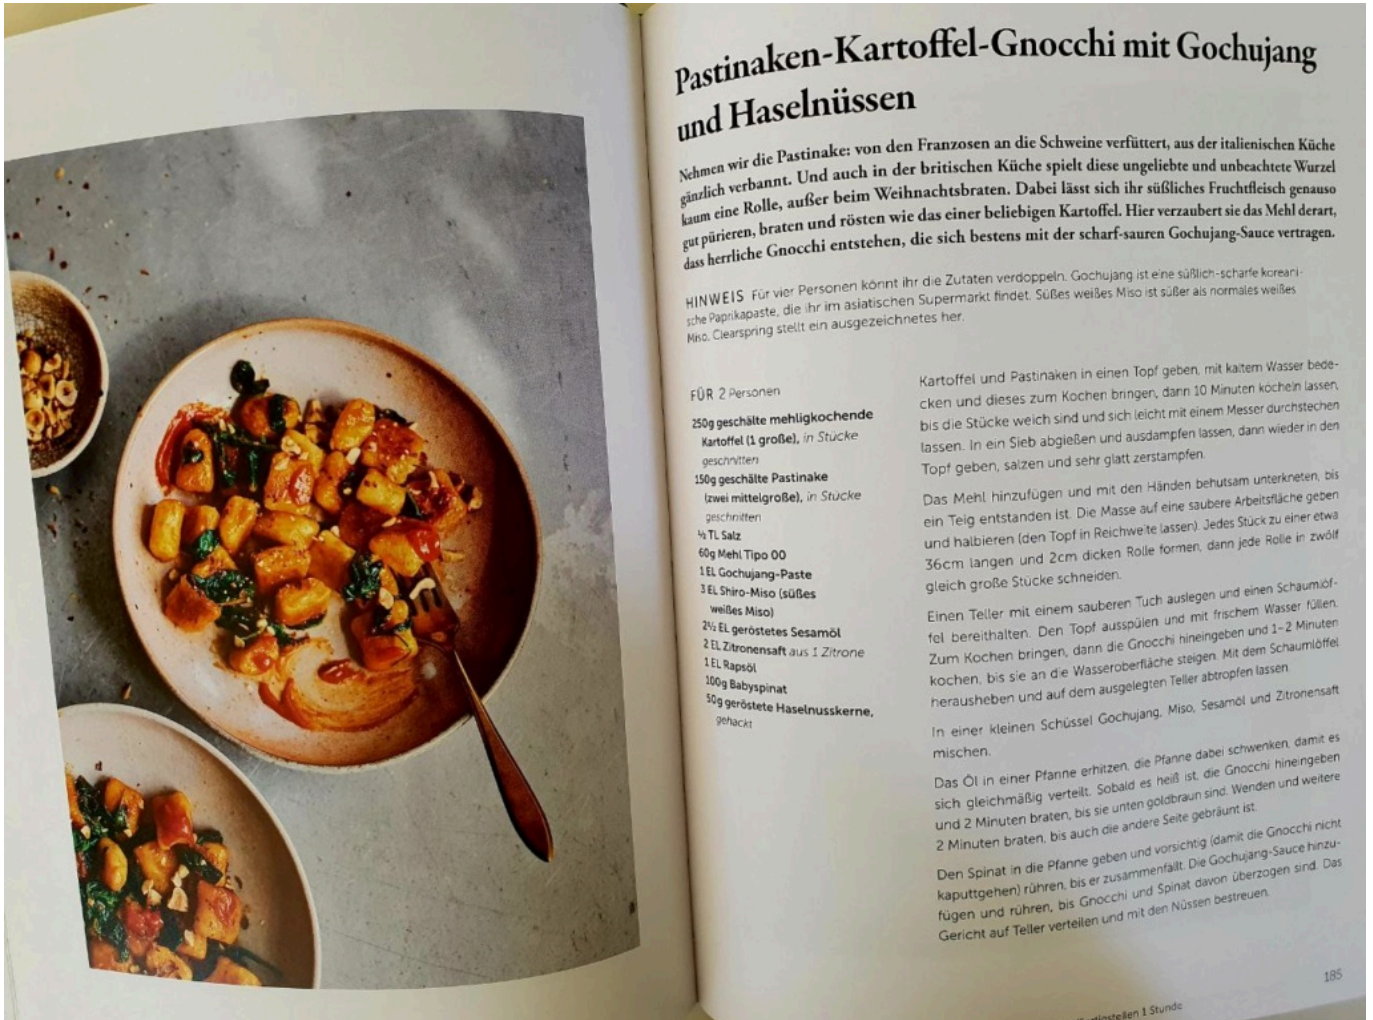 Pastinaken-Kartoffel-Gnocchi mit Gochujang
und Haselnüssen
Nehmen wir die Pastinake: von den Franzosen an die Schweine verfüttert, aus der italienischen Küche
gänzlich verbannt. Und auch in der britischen Küche spielt diese ungeliebte und unbeachtete Wurzel
kaum eine Rolle, außer beim Weihnachtsbraten. Dabei lässt sich ihr süßliches Fruchtfleisch genauso
gut pürieren, braten und rösten wie das einer beliebigen Kartoffel. Hier verzaubert sie das Mehl derart,
dass herrliche Gnocchi entstehen, die sich bestens mit der scharf-sauren Gochujang-Sauce vertragen.
HINWEIS Für vier Personen könnt ihr die Zutaten verdoppeln. Gochujang ist eine süßlich-scharfe koreani-
sche Paprikapaste, die ihr im asiatischen Supermarkt findet. Süßes weißes Miso ist süßer als normales weißes
Miso. Clearspring stellt ein ausgezeichnetes her.
FÜR 2 Personen
250g geschälte mehligkochende
Kartoffel (1 große), in Stücke
geschnitten
150g geschälte Pastinake
(zwei mittelgroße), in Stücke
geschnitten
½ TL Salz
60g Mehl Tipo 00
1 EL Gochujang-Paste
3 EL Shiro-Miso (süßes
weißes Miso)
2½ EL geröstetes Sesamöl
2 EL Zitronensaft aus 1 Zitrone
1 EL Rapsöl
100g Babyspinat
50g geröstete Haselnusskerne,
gehackt
Kartoffel und Pastinaken in einen Topf geben, mit kaltem Wasser bede-
cken und dieses zum Kochen bringen, dann 10 Minuten köcheln lassen,
bis die Stücke weich sind und sich leicht mit einem Messer durchstechen
lassen. In ein Sieb abgießen und ausdampfen lassen, dann wieder in den
Topf geben, salzen und sehr glatt zerstampfen.
Das Mehl hinzufügen und mit den Händen behutsam unterkneten, bis
ein Teig entstanden ist. Die Masse auf eine saubere Arbeitsfläche geben
und halbieren (den Topf in Reichweite lassen). Jedes Stück zu einer etwa
36cm langen und 2cm dicken Rolle formen, dann jede Rolle in zwölf
gleich große Stücke schneiden.
Einen Teller mit einem sauberen Tuch auslegen und einen Schaumlöf-
fel bereithalten. Den Topf ausspülen und mit frischem Wasser füllen.
Zum Kochen bringen, dann die Gnocchi hineingeben und 1–2 Minuten
kochen, bis sie an die Wasseroberfläche steigen. Mit dem Schaumlöffel
herausheben und auf dem ausgelegten Teller abtropfen lassen.
In einer kleinen Schüssel Gochujang, Miso, Sesamöl und Zitronensaft
mischen.
Das Öl in einer Pfanne erhitzen, die Pfanne dabei schwenken, damit es
sich gleichmäßig verteilt. Sobald es heiß ist, die Gnocchi hineingeben
und 2 Minuten braten, bis sie unten goldbraun sind. Wenden und weitere
2 Minuten braten, bis auch die andere Seite gebräunt ist.
Den Spinat in die Pfanne geben und vorsichtig (damit die Gnocchi nicht
kaputtgehen) rühren, bis er zusammenfällt. Die Gochujang-Sauce hinzu-
fügen und rühren, bis Gnocchi und Spinat davon überzogen sind. Das
Gericht auf Teller verteilen und mit den Nüssen bestreuen.
185
1 Stunde